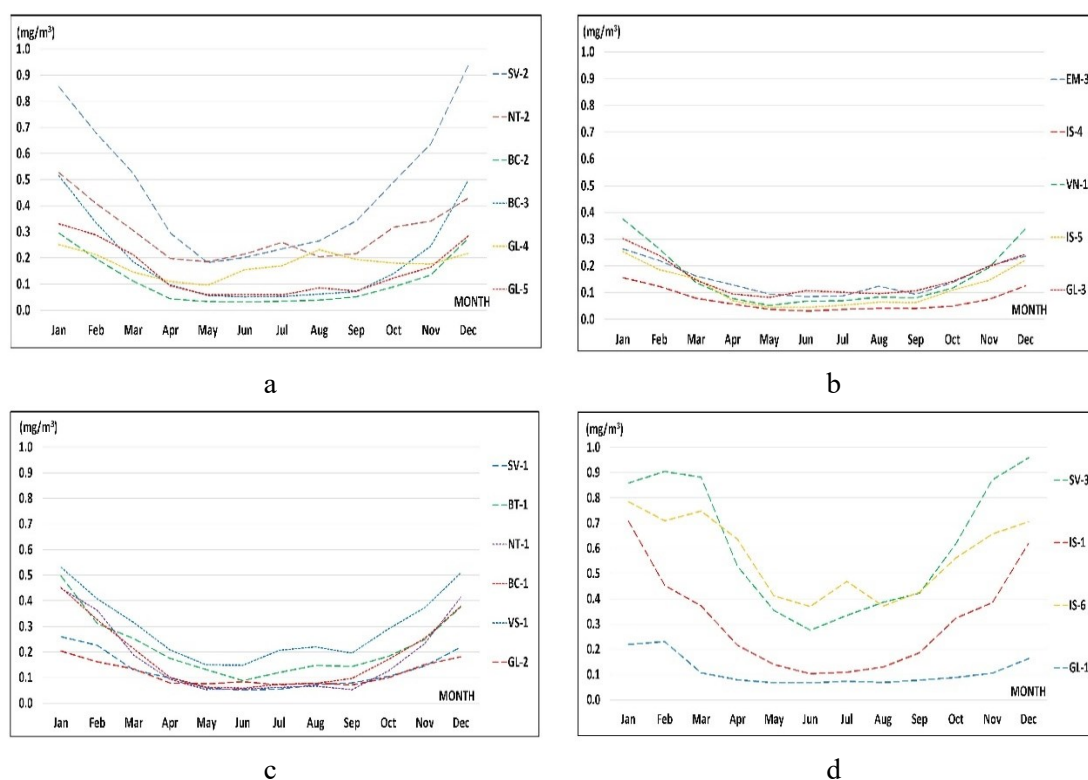 (mg/m³)
1.0
0.9
0.8
0.7
0.6
0.5
0.4
0.3
0.2
0.1
0.0
Jan Feb Mar Apr May Jun Jul Aug Sep Oct Nov Dec
MONTH
SV-2
NT-2
BC-2
BC-3
GL-4
GL-5
a
(mg/m³)
1.0
0.9
0.8
0.7
0.6
0.5
0.4
0.3
0.2
0.1
0.0
Jan Feb Mar Apr May Jun Jul Aug Sep Oct Nov Dec
MONTH
EM-3
IS-4
VN-1
IS-5
GL-3
b
(mg/m³)
1.0
0.9
0.8
0.7
0.6
0.5
0.4
0.3
0.2
0.1
0.0
Jan Feb Mar Apr May Jun Jul Aug Sep Oct Nov Dec
MONTH
SV-1
BT-1
NT-1
BC-1
VS-1
GL-2
c
(mg/m³)
1.0
0.9
0.8
0.7
0.6
0.5
0.4
0.3
0.2
0.1
0.0
Jan Feb Mar Apr May Jun Jul Aug Sep Oct Nov Dec
MONTH
SV-3
IS-1
IS-6
GL-1
d